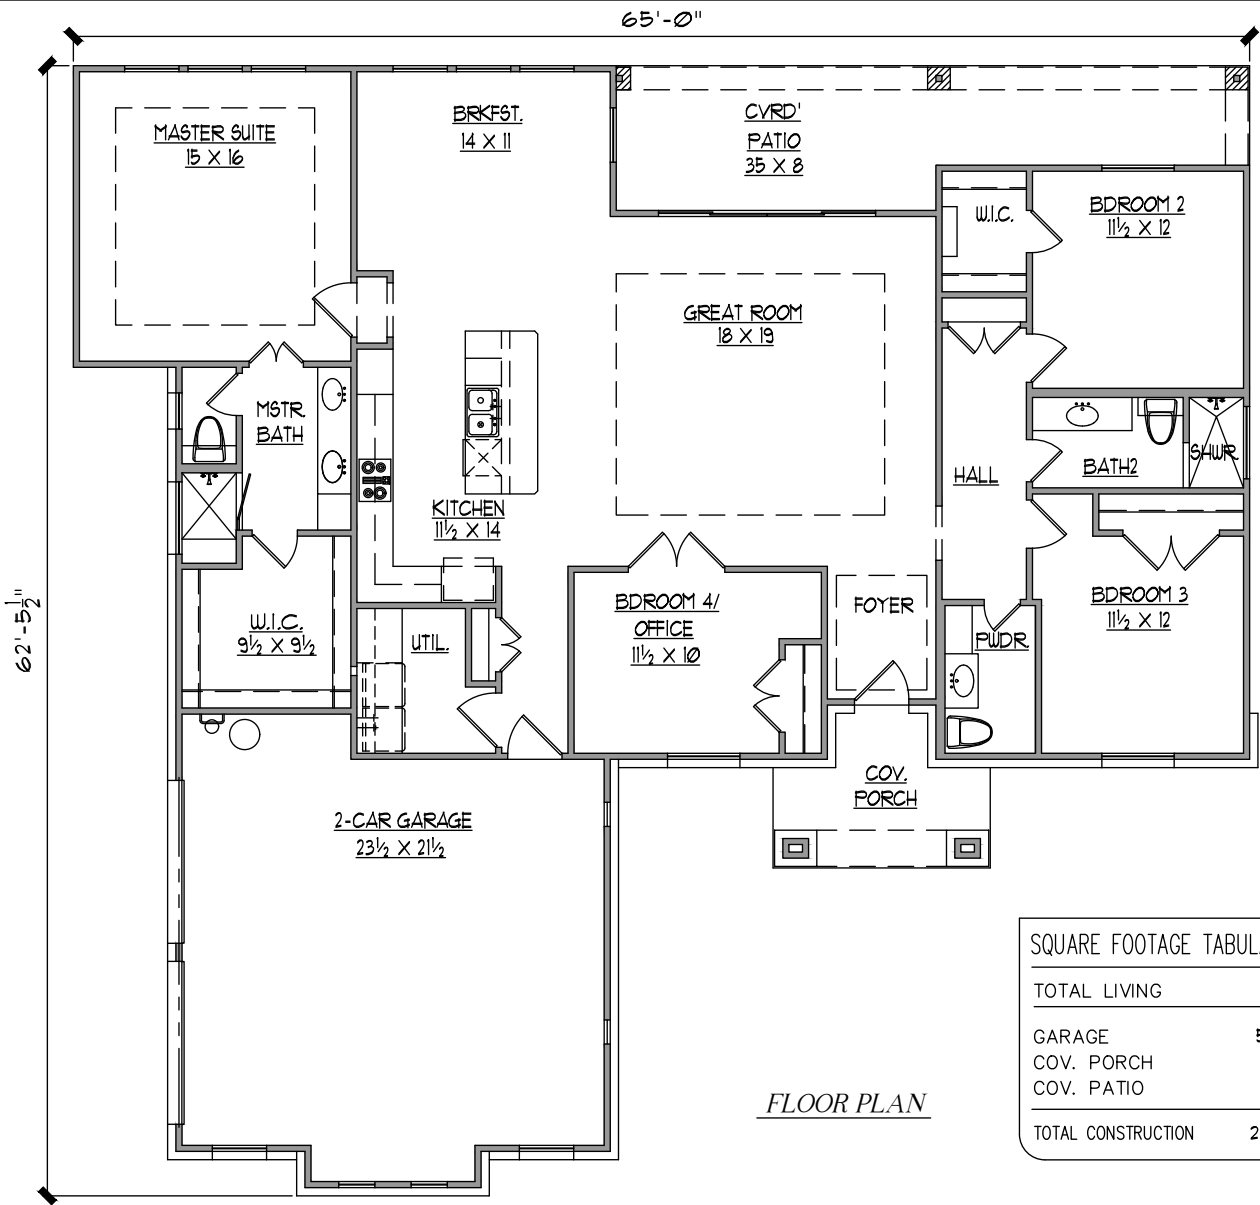 65'-0"
62'-5 1/2"
BRKFST.
14 X 11
CVRD'
PATIO
35 X 8
MASTER SUITE
15 X 16
W.I.C.
BDROOM 2
11 1/2 X 12
GREAT ROOM
18 X 19
MSTR.
BATH
KITCHEN
11 1/2 X 14
HALL
BATH2
SHWR
W.I.C.
9 1/2 X 9 1/2
UTIL.
BDROOM 4/
OFFICE
11 1/2 X 10
FOYER
PWDR
BDROOM 3
11 1/2 X 12
COV.
PORCH
2-CAR GARAGE
23 1/2 X 21 1/2
FLOOR PLAN
SQUARE FOOTAGE
TOTAL LIVING
GARAGE
COV. PORCH
COV. PATIO
TOTAL CONSTRUCTION